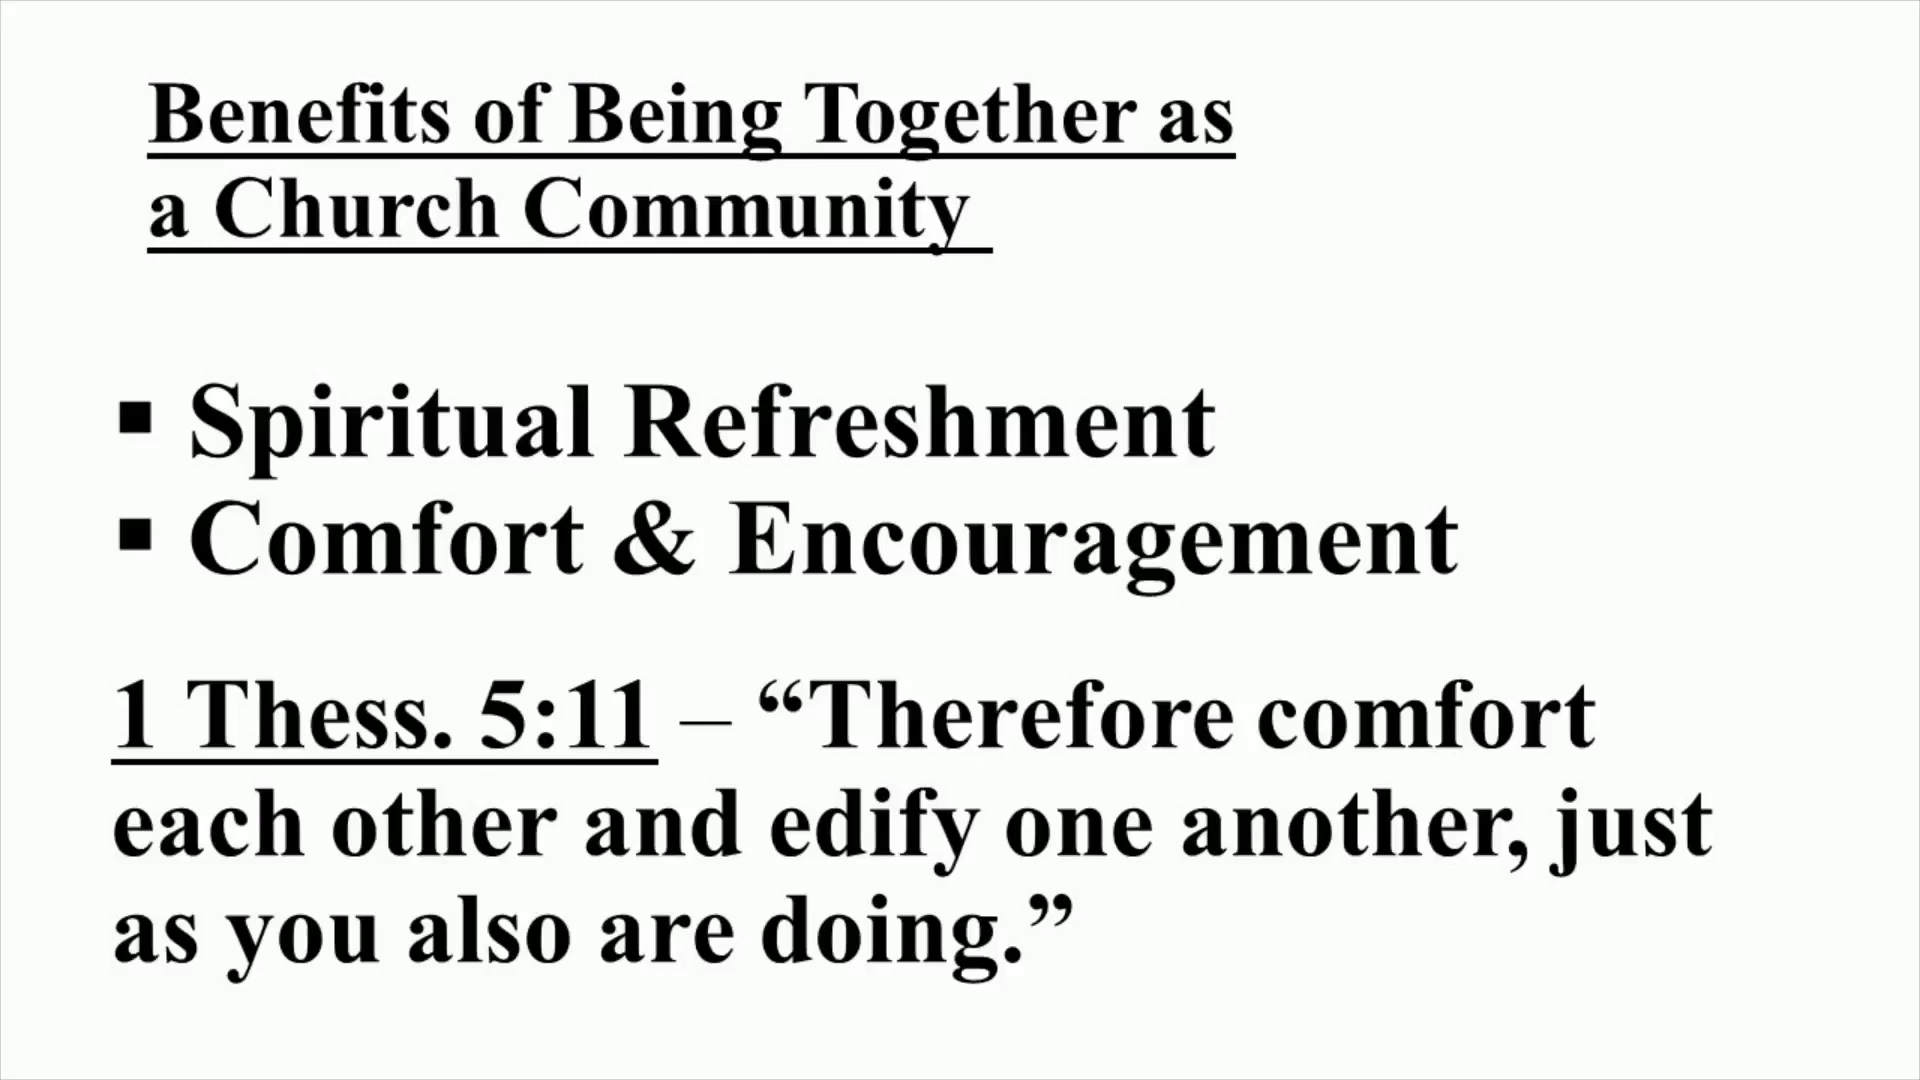 Benefits of Being Together as
a Church Community
▪ Spiritual Refreshment
▪ Comfort & Encouragement
1 Thess. 5:11 – “Therefore comfort
each other and edify one another, just
as you also are doing.”